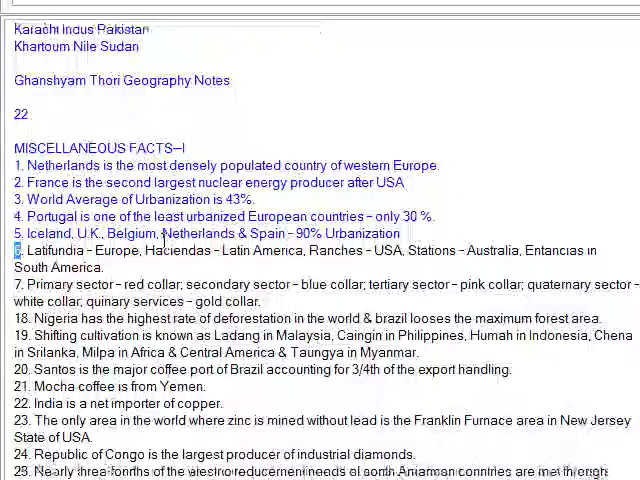 Karachi Indus Pakistan
Khartoum Nile Sudan
Ghanshyam Thori Geography Notes
22
MISCELLANEOUS FACTS–I
1. Netherlands is the most densely populated country of western Europe.
2. France is the second largest nuclear energy producer after USA
3. World Average of Urbanization is 43%.
4. Portugal is one of the least urbanized European countries – only 30 %.
5. Iceland, U.K., Belgium, Netherlands & Spain – 90% Urbanization
6. Latifundia – Europe, Haciendas – Latin America, Ranches – USA, Stations – Australia, Entancias in
South America.
7. Primary sector – red collar; secondary sector – blue collar; tertiary sector – pink collar; quaternary sector –
white collar; quinary services – gold collar.
18. Nigeria has the highest rate of deforestation in the world & brazil looses the maximum forest area.
19. Shifting cultivation is known as Ladang in Malaysia, Caingin in Philippines, Humah in Indonesia, Chena
in Srilanka, Milpa in Africa & Central America & Taungya in Myanmar.
20. Santos is the major coffee port of Brazil accounting for 3/4th of the export handling.
21. Mocha coffee is from Yemen.
22. India is a net importer of copper.
23. The only area in the world where zinc is mined without lead is the Franklin Furnace area in New Jersey
State of USA.
24. Republic of Congo is the largest producer of industrial diamonds.
25. Nearly of the needs of are met through